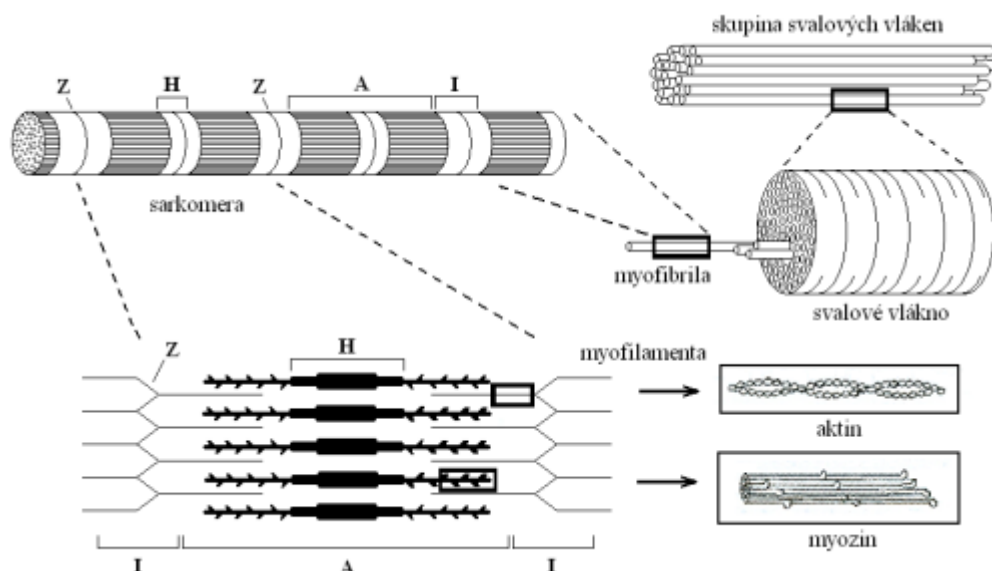 skupina svalových vláken
Z
H
Z
A
I
sarkomera
myofibrila
svalové vlákno
H
Z
myofilamenta
aktin
myozin
I
A
I